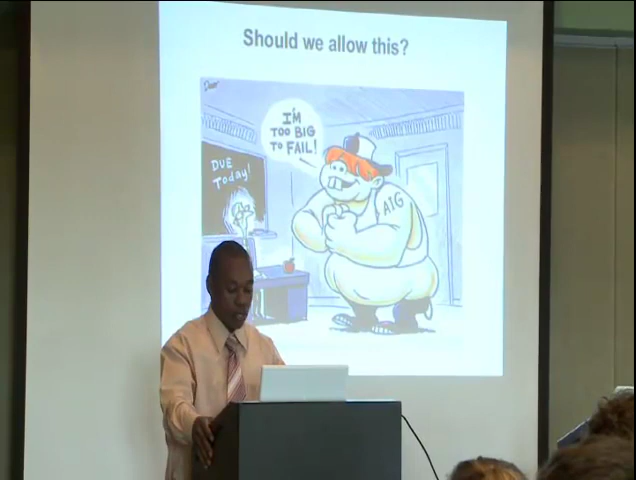 Should we allow this?
I'M
TOO BIG
TO FAIL!
DUE
Today!
AIG